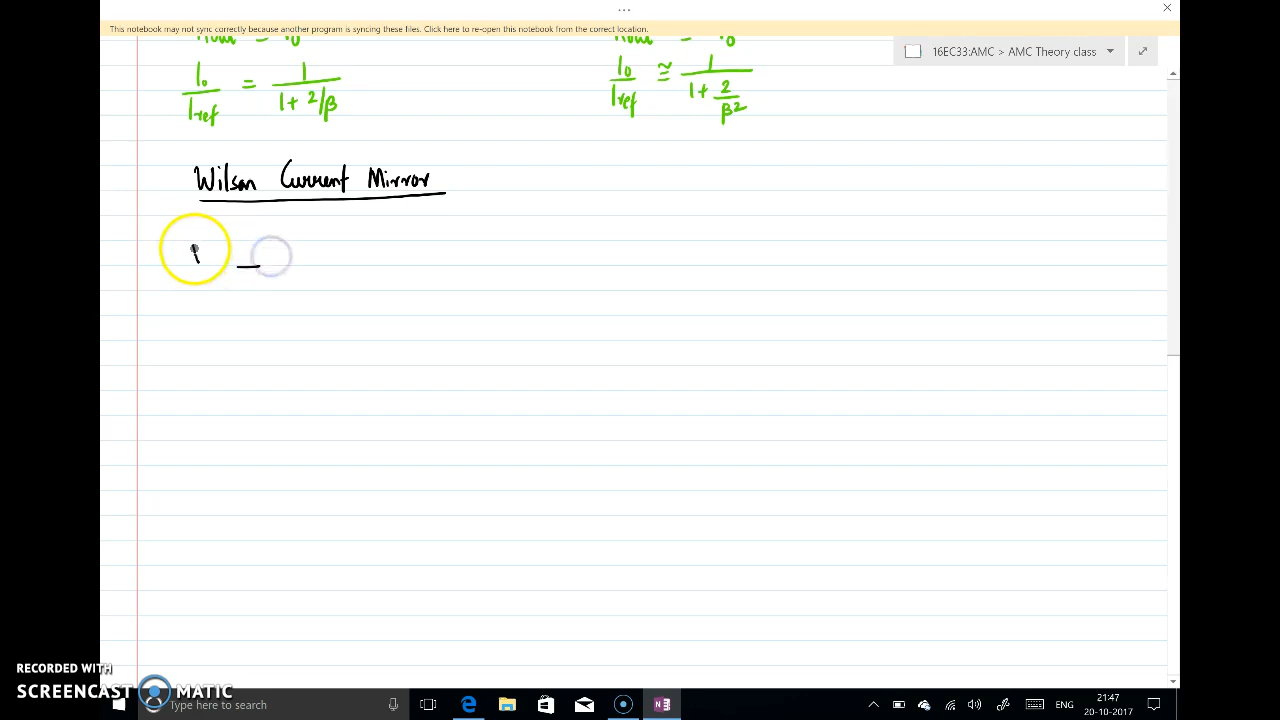 This notebook may not sync correctly because another program is syncing these files. Click here to re-open this notebook from the correct location.
16EC33:AMC > AMC Theory class
I₀/Iref = 1/(1 + 2/β)
I₀/Iref ≅ 1/(1 + 2/β²)
Wilson Current Mirror
RECORDED WITH
SCREENCAST MATIC
Type here to search
ENG
21:47
20-10-2017